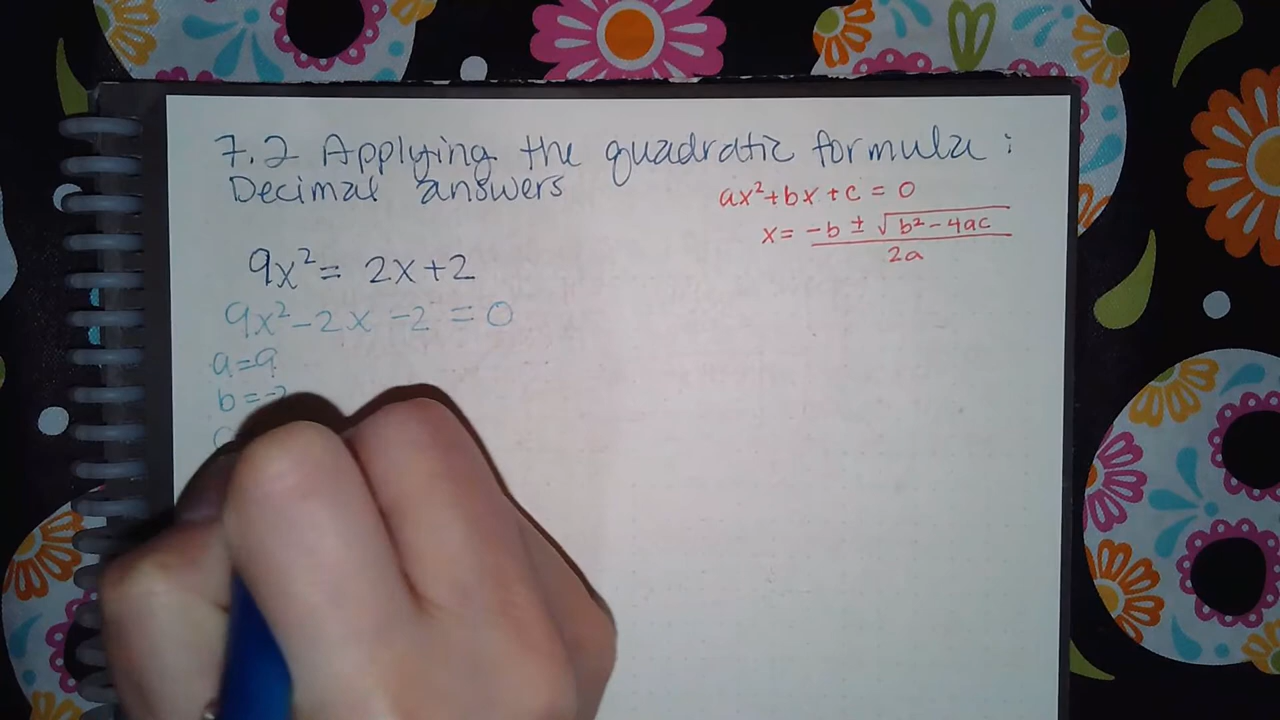 7.2 Applying the quadratic formula:
Decimal answers
ax²+bx+c=0
x= -b ± √b²-4ac
2a
9x²= 2x+2
9x²-2x-2=0
a=9
b=-2